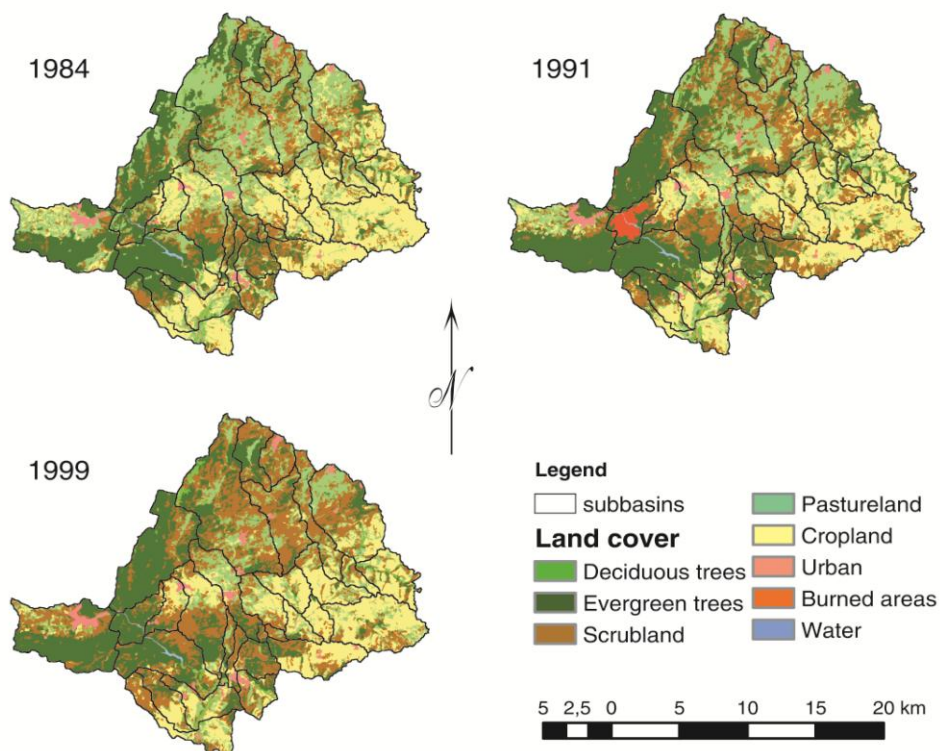 1984
1991
N
1999
Legend
subbasins
Land cover
Deciduous trees
Evergreen trees
Scrubland
Pastureland
Cropland
Urban
Burned areas
Water
5 2,5 0 5 10 15 20 km